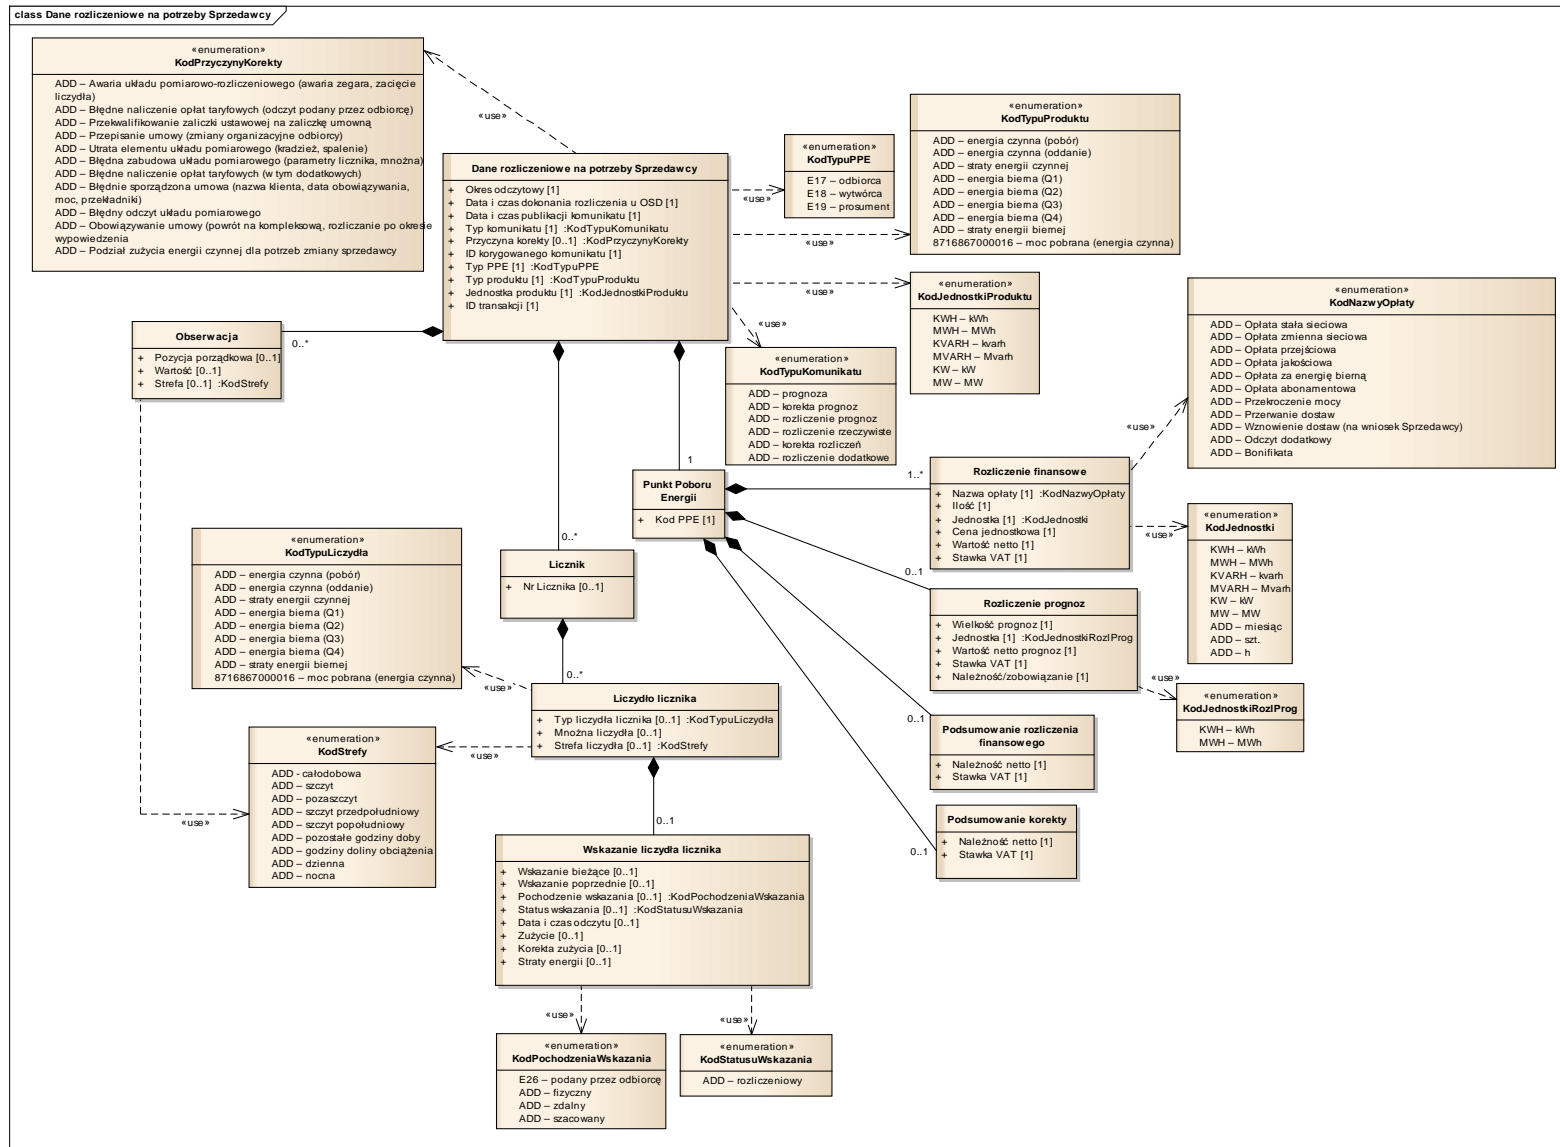 class Dane rozliczeniowe na potrzeby Sprzedawcy
«enumeration»
KodPrzyczynyKorekty
ADD – Awaria układu pomiarowo-rozliczeniowego (awaria zegara, zacięcie
liczydła)
ADD – Błędne naliczenie opłat taryfowych (odczyt podany przez odbiorcę)
ADD – Przekwalifikowanie zaliczki ustawowej na zaliczkę umowną
ADD – Przepisanie umowy (zmiany organizacyjne odbiorcy)
ADD – Utrata elementu układu pomiarowego (kradzież, spalenie)
ADD – Błędna zabudowa układu pomiarowego (parametry licznika, mnożna)
ADD – Błędne naliczenie opłat taryfowych (w tym dodatkowych)
ADD – Błędnie sporządzona umowa (nazwa klienta, data obowiązywania,
moc, przekładniki)
ADD – Błędny odczyt układu pomiarowego
ADD – Obowiązywanie umowy (powrót na kompleksową, rozliczanie po okresie
wypowiedzenia
ADD – Podział zużycia energii czynnej dla potrzeb zmiany sprzedawcy
«use»
Dane rozliczeniowe na potrzeby Sprzedawcy
+ Okres odczytowy [1]
+ Data i czas dokonania rozliczenia u OSD [1]
+ Data i czas publikacji komunikatu [1]
+ Typ komunikatu [1] :KodTypuKomunikatu
+ Przyczyna korekty [0..1] :KodPrzyczynyKorekty
+ ID korygowanego komunikatu [1]
+ Typ PPE [1] :KodTypuPPE
+ Typ produktu [1] :KodTypuProduktu
+ Jednostka produktu [1] :KodJednostkiProduktu
+ ID transakcji [1]
«use»
«use»
«use»
«use»
«enumeration»
KodTypuPPE
E17 – odbiorca
E18 – wytwórca
E19 – prosument
«enumeration»
KodTypuProduktu
ADD – energia czynna (pobór)
ADD – energia czynna (oddanie)
ADD – straty energii czynnej
ADD – energia bierna (Q1)
ADD – energia bierna (Q2)
ADD – energia bierna (Q3)
ADD – energia bierna (Q4)
ADD – straty energii biernej
8716867000016 – moc pobrana (energia czynna)
«enumeration»
KodJednostkiProduktu
KWH – kWh
MWH – MWh
KVARH – kvarh
MVARH – Mvarh
KW – kW
MW – MW
«enumeration»
KodNazwyOpłaty
ADD – Opłata stała sieciowa
ADD – Opłata zmienna sieciowa
ADD – Opłata przejściowa
ADD – Opłata jakościowa
ADD – Opłata za energię bierną
ADD – Opłata abonamentowa
ADD – Przekroczenie mocy
ADD – Przerwanie dostaw
ADD – Wznowienie dostaw (na wniosek Sprzedawcy)
ADD – Odczyt dodatkowy
ADD – Bonifikata
Obserwacja
+ Pozycja porządkowa [0..1]
+ Wartość [0..1]
+ Strefa [0..1] :KodStrefy
0..*
«enumeration»
KodTypuKomunikatu
ADD – prognoza
ADD – korekta prognoz
ADD – rozliczenie prognoz
ADD – rozliczenie rzeczywiste
ADD – korekta rozliczeń
ADD – rozliczenie dodatkowe
1
Punkt Poboru
Energii
+ Kod PPE [1]
1..*
Rozliczenie finansowe
+ Nazwa opłaty [1] :KodNazwyOpłaty
+ Ilość [1]
+ Jednostka [1] :KodJednostki
+ Cena jednostkowa [1]
+ Wartość netto [1]
+ Stawka VAT [1]
«use»
«use»
«enumeration»
KodJednostki
KWH – kWh
MWH – MWh
KVARH – kvarh
MVARH – Mvarh
KW – kW
MW – MW
ADD – miesiąc
ADD – szt.
ADD – h
0..*
Licznik
+ Nr Licznika [0..1]
«enumeration»
KodTypuLiczydła
ADD – energia czynna (pobór)
ADD – energia czynna (oddanie)
ADD – straty energii czynnej
ADD – energia bierna (Q1)
ADD – energia bierna (Q2)
ADD – energia bierna (Q3)
ADD – energia bierna (Q4)
ADD – straty energii biernej
8716867000016 – moc pobrana (energia czynna)
0..1
Rozliczenie prognoz
+ Wielkość prognoz [1]
+ Jednostka [1] :KodJednostkiRozlProg
+ Wartość netto prognoz [1]
+ Stawka VAT [1]
+ Należność/zobowiązanie [1]
«use»
«enumeration»
KodJednostkiRozlProg
KWH – kWh
MWH – MWh
0..*
«use»
Liczydło licznika
+ Typ liczydła licznika [0..1] :KodTypuLiczydła
+ Mnożna liczydła [0..1]
+ Strefa liczydła [0..1] :KodStrefy
«use»
0..1
Podsumowanie rozliczenia
finansowego
+ Należność netto [1]
+ Stawka VAT [1]
«enumeration»
KodStrefy
ADD - całodobowa
ADD – szczyt
ADD – pozaszczyt
ADD – szczyt przedpołudniowy
ADD – szczyt popołudniowy
ADD – pozostałe godziny doby
ADD – godziny doliny obciążenia
ADD – dzienna
ADD – nocna
«use»
0..1
Podsumowanie korekty
+ Należność netto [1]
+ Stawka VAT [1]
0..1
Wskazanie liczydła licznika
+ Wskazanie bieżące [0..1]
+ Wskazanie poprzednie [0..1]
+ Pochodzenie wskazania [0..1] :KodPochodzeniaWskazania
+ Status wskazania [0..1] :KodStatusuWskazania
+ Data i czas odczytu [0..1]
+ Zużycie [0..1]
+ Korekta zużycia [0..1]
+ Straty energii [0..1]
«use»
«use»
«enumeration»
KodPochodzeniaWskazania
E26 – podany przez odbiorcę
ADD – fizyczny
ADD – zdalny
ADD – szacowany
«enumeration»
KodStatusuWskazania
ADD – rozliczeniowy